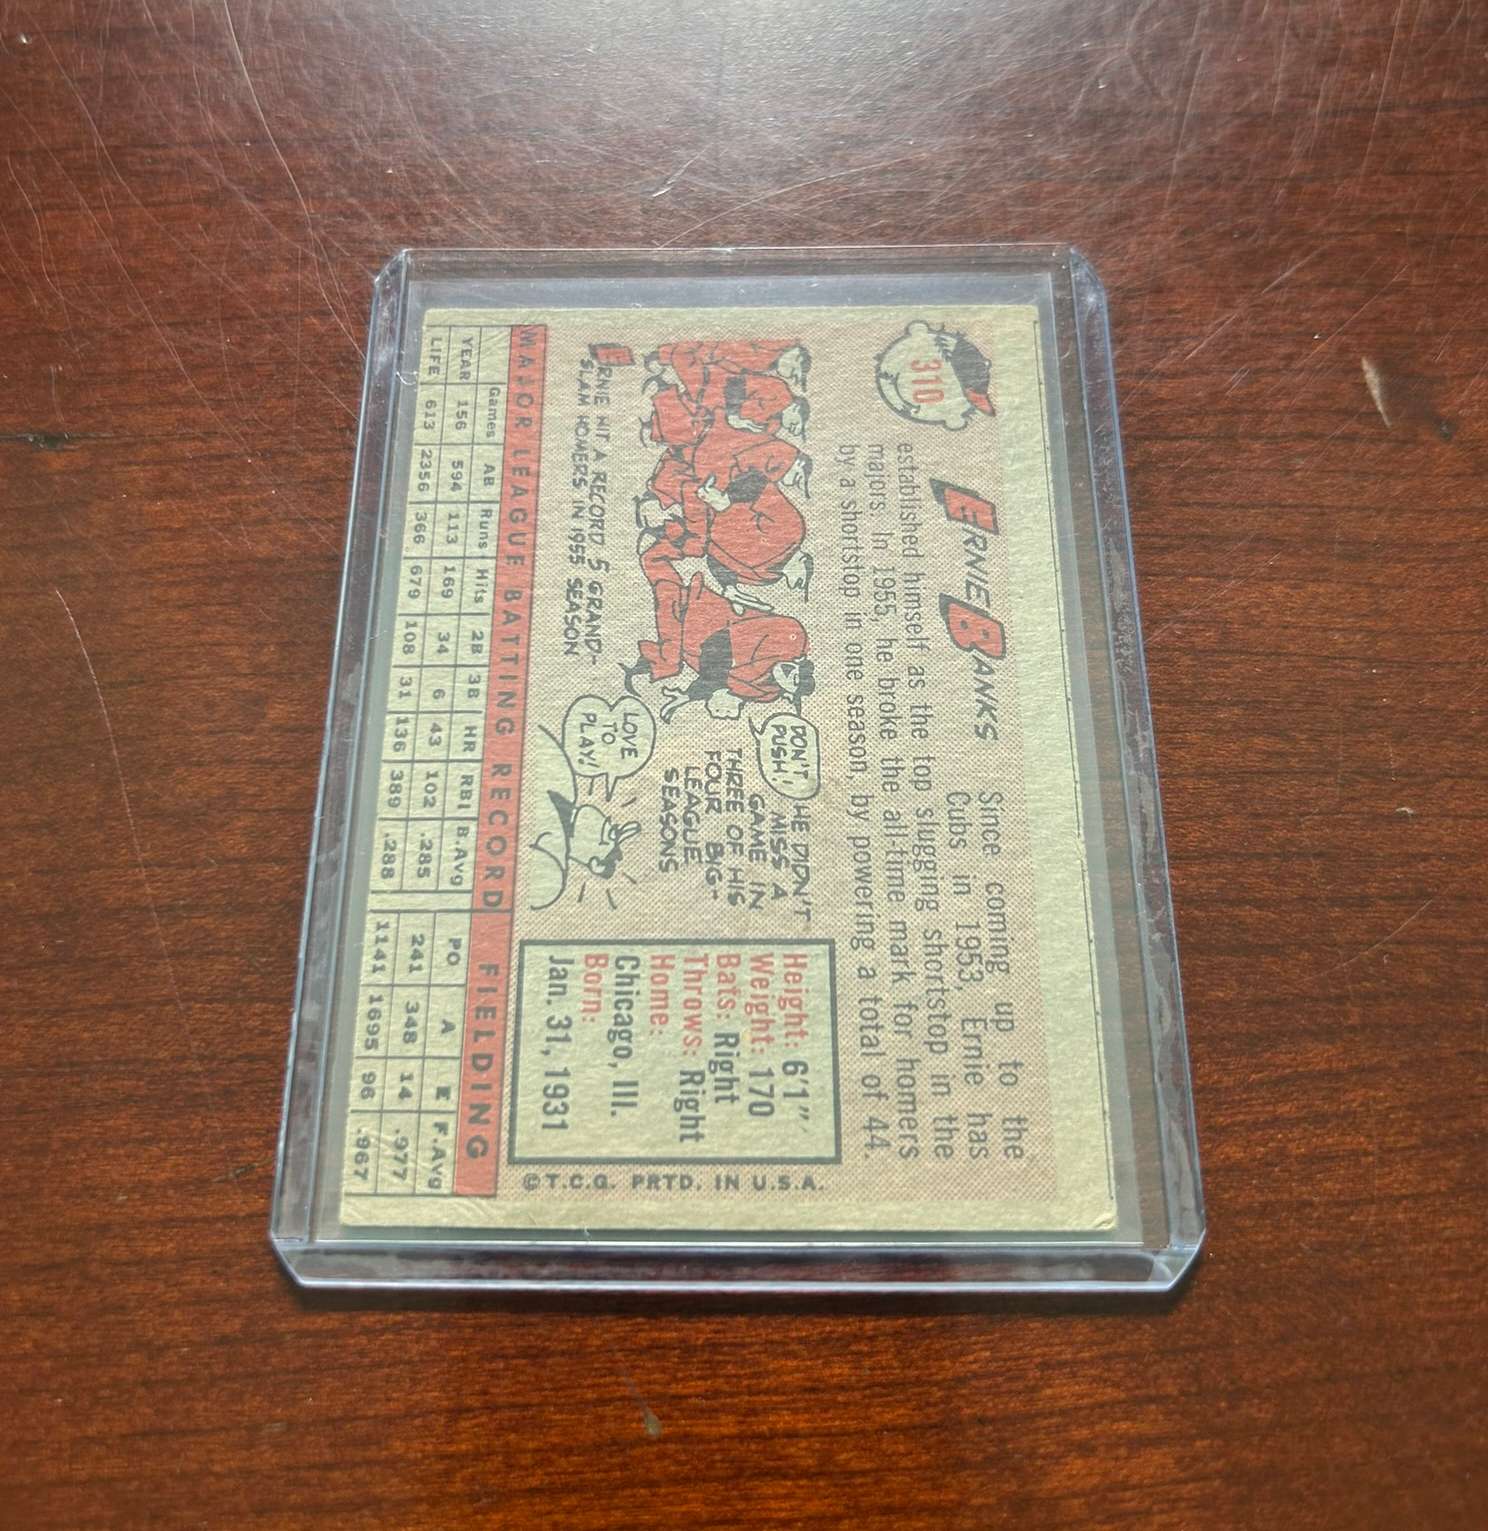 310
ERNIE BANKS
Since coming up to the
Cubs in 1953, Ernie has
established himself as the top slugging shortstop in the
majors. In 1955, he broke the all-time mark for homers
by a shortstop in one season, by powering a total of 44.
DON'T
PUSH!
HE DIDN'T
MISS A
GAME IN
THREE OF HIS
FOUR BIG-
LEAGUE
SEASONS
ERNIE HIT A RECORD 5 GRAND-
SLAM HOMERS IN 1955 SEASON
LOVE
TO
PLAY!
Height: 6'1"
Weight: 170
Bats: Right
Throws: Right
Home:
Chicago, Ill.
Born:
Jan. 31, 1931
©T.C.G. PRTD. IN U.S.A.
MAJOR LEAGUE BATTING RECORD FIELDING
Games AB Runs Hits 2B 3B HR RBI B.Avg PO A E F.Avg
YEAR 156 594 113 169 34 6 43 102 .285 241 348 14 .977
LIFE 613 2356 366 679 108 31 136 389 .288 1141 1695 96 .967